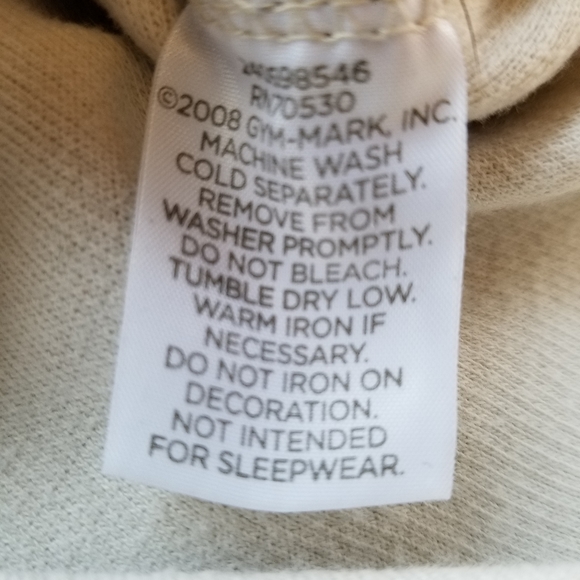 RN70530
©2008 GYM-MARK, INC.
MACHINE WASH
COLD SEPARATELY.
REMOVE FROM
WASHER PROMPTLY.
DO NOT BLEACH.
TUMBLE DRY LOW.
WARM IRON IF
NECESSARY.
DO NOT IRON ON
DECORATION.
NOT INTENDED
FOR SLEEPWEAR.